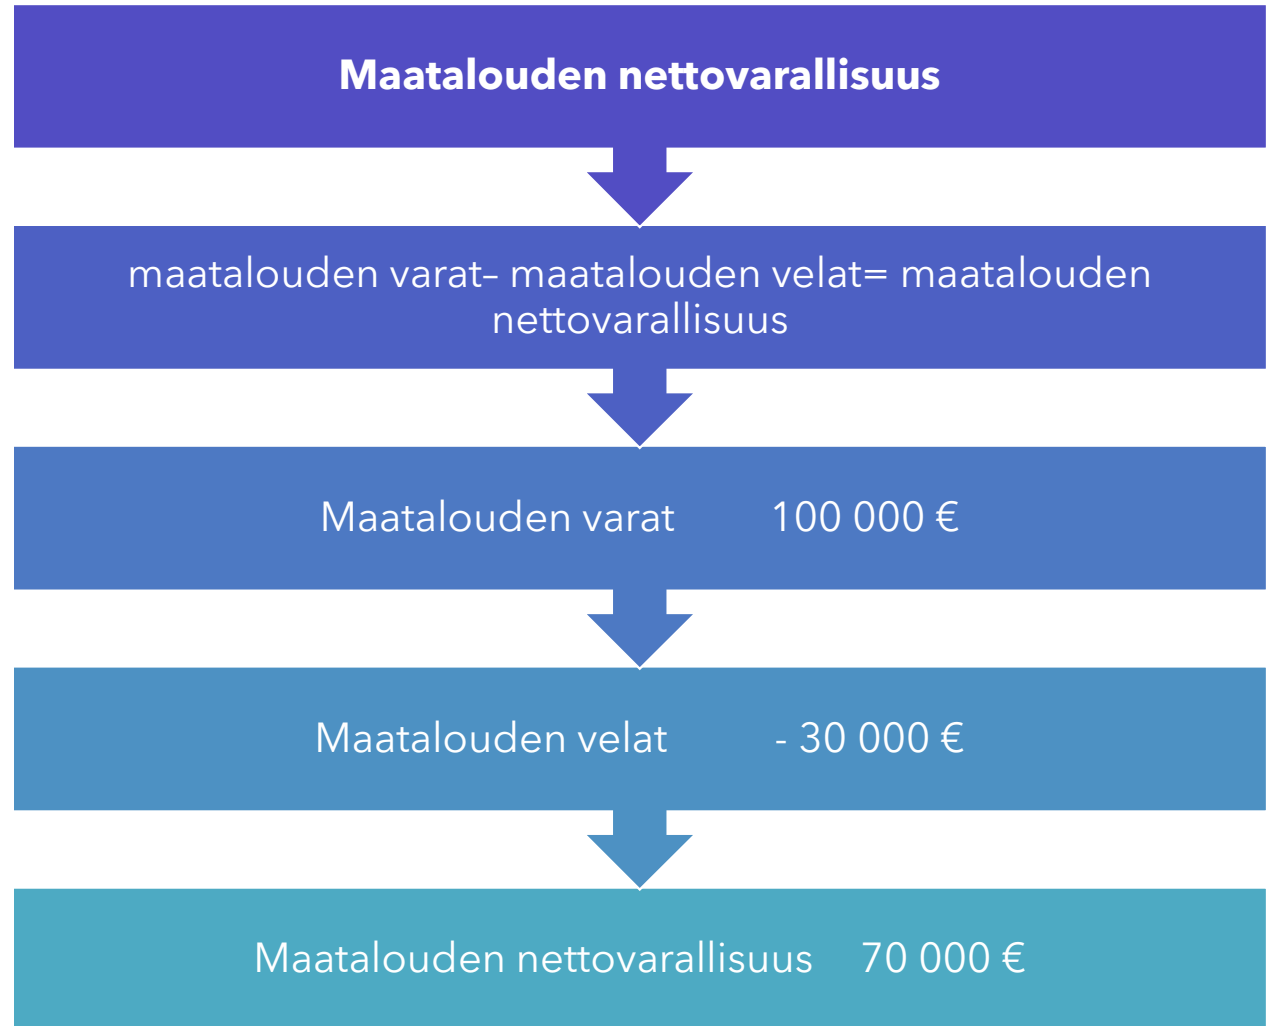 Maatalouden nettovarallisuus
maatalouden varat– maatalouden velat= maatalouden
nettovarallisuus
Maatalouden varat 100 000 €
Maatalouden velat - 30 000 €
Maatalouden nettovarallisuus 70 000 €